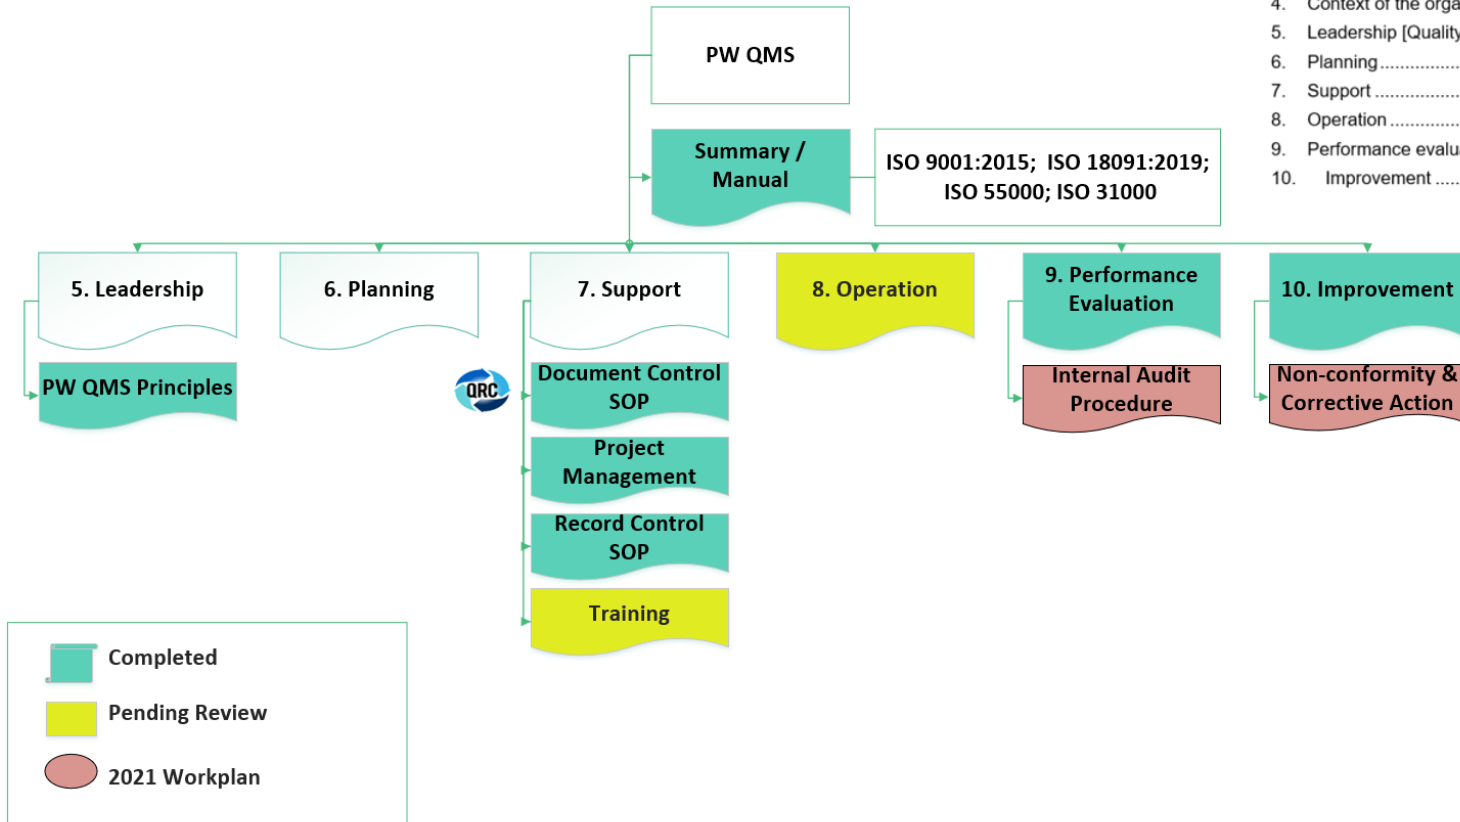 PW QMS
4. Context of the orga
5. Leadership [Quality
6. Planning..................
7. Support ..................
8. Operation ...............
9. Performance evalua
10. Improvement .....
Summary /
Manual
ISO 9001:2015; ISO 18091:2019;
ISO 55000; ISO 31000
5. Leadership
6. Planning
7. Support
8. Operation
9. Performance
Evaluation
10. Improvement
PW QMS Principles
QRC
Document Control
SOP
Project
Management
Record Control
SOP
Training
Internal Audit
Procedure
Non-conformity &
Corrective Action
Completed
Pending Review
2021 Workplan